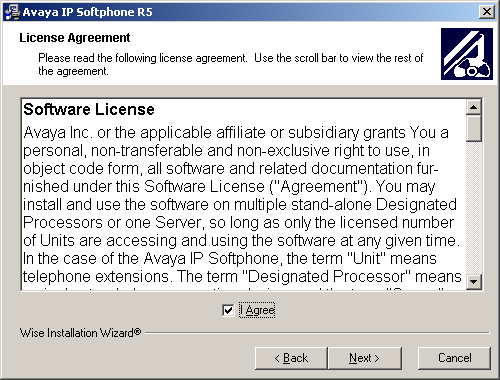 Avaya IP Softphone R5
License Agreement
Please read the following license agreement. Use the scroll bar to view the rest of
the agreement.
Software License
Avaya Inc. or the applicable affiliate or subsidiary grants You a
personal, non-transferable and non-exclusive right to use, in
object code form, all software and related documentation fur-
nished under this Software License ("Agreement"). You may
install and use the software on multiple stand-alone Designated
Processors or one Server, so long as only the licensed number
of Units are accessing and using the software at any given time.
In the case of the Avaya IP Softphone, the term "Unit" means
telephone extensions. The term "Designated Processor" means
I Agree
Wise Installation Wizard®
< Back
Next >
Cancel